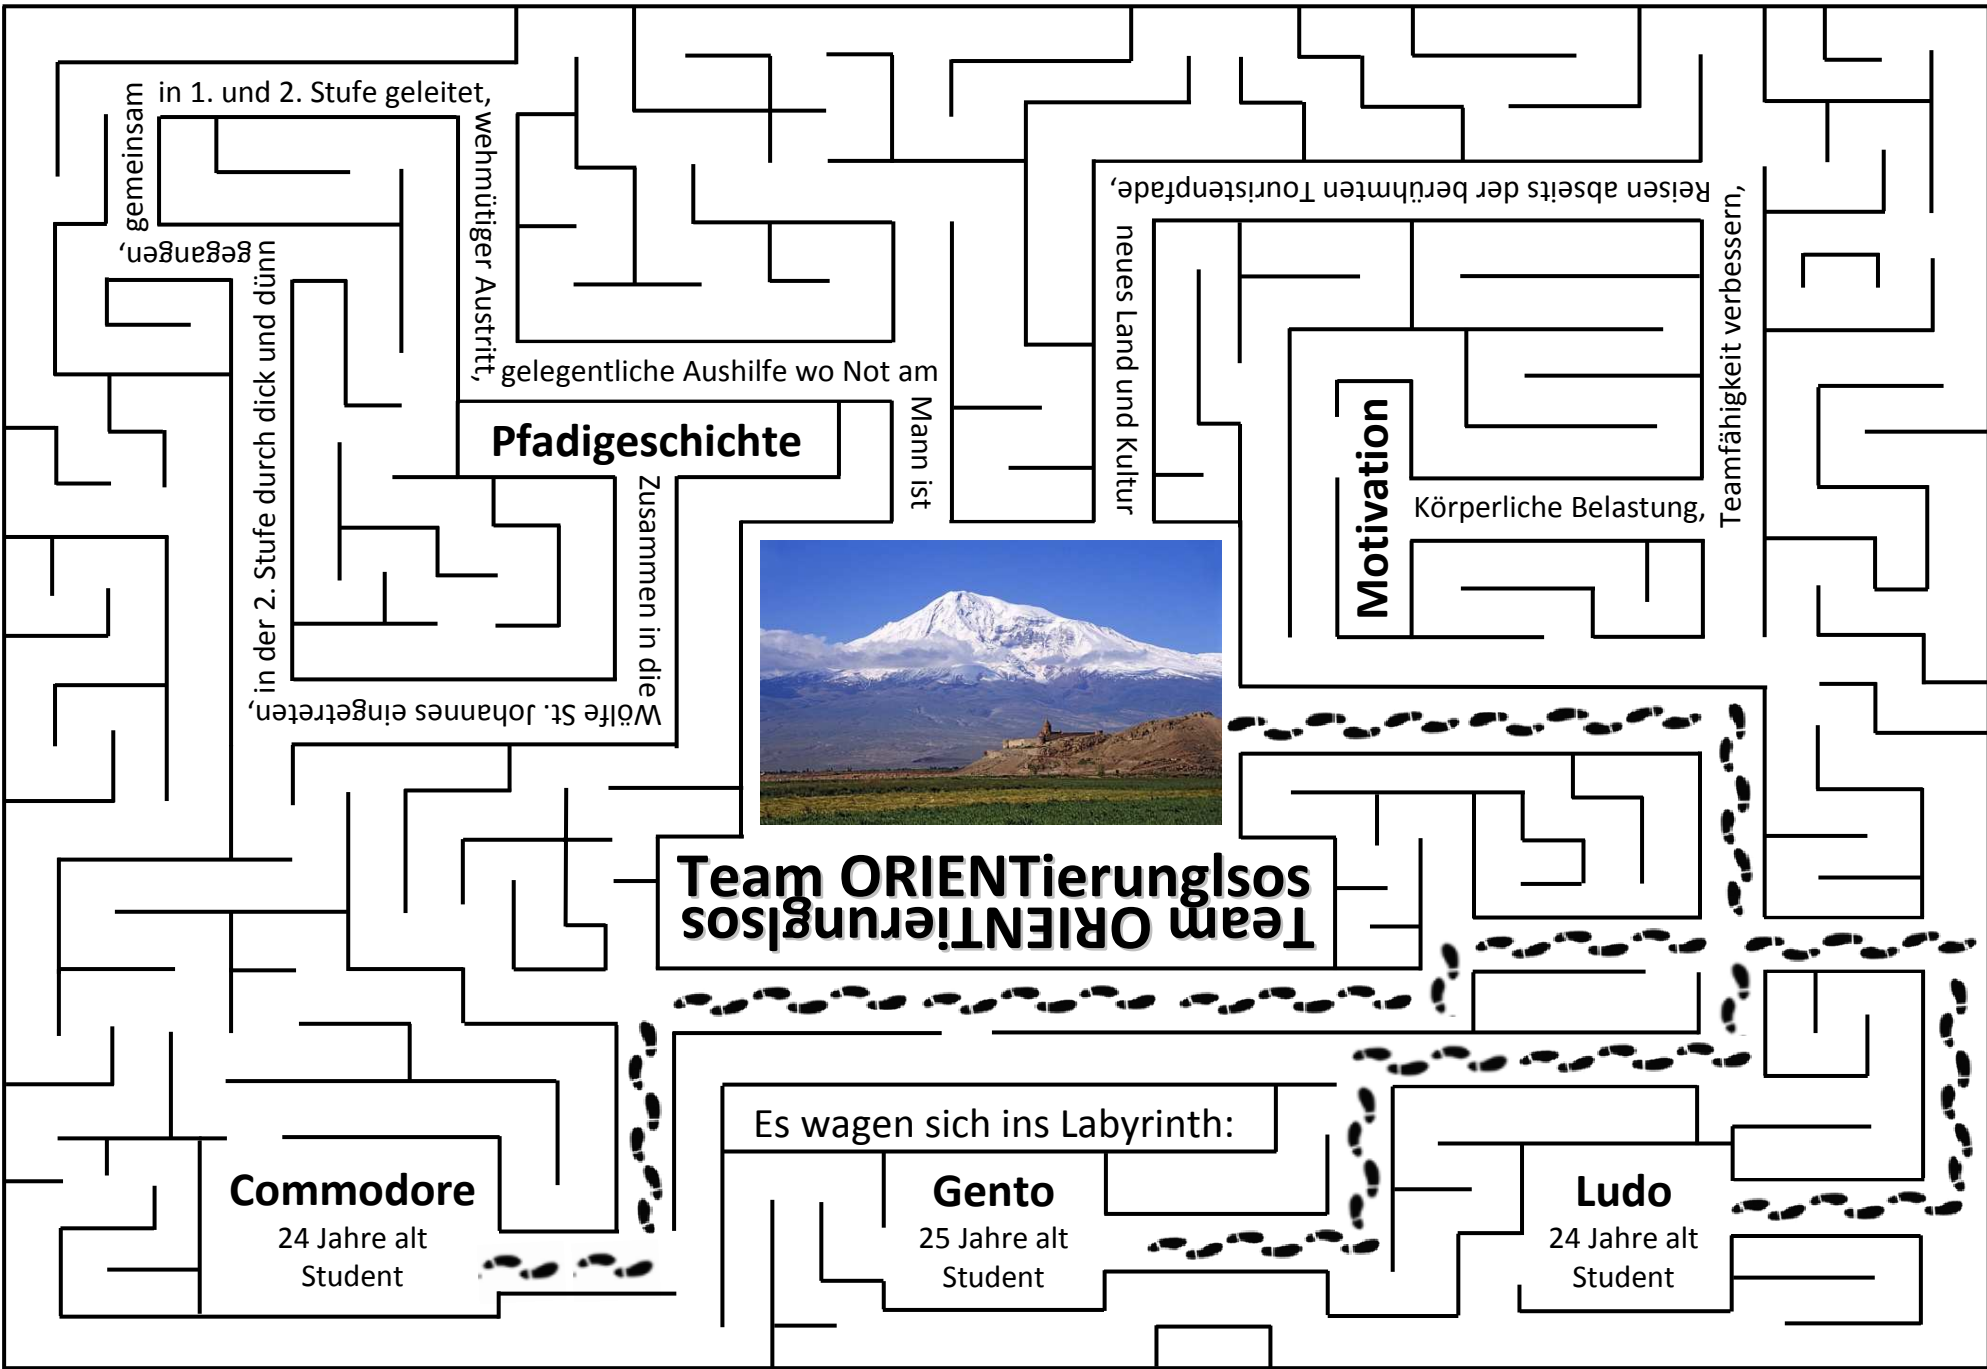 in 1. und 2. Stufe geleitet,
wehmütiger Austritt,
gelegentliche Aushilfe wo Not am
Mann ist
gemeinsam
gegangen,
in der 2. Stufe durch dick und dünn
Wölfe St. Johannes eingetreten,
Zusammen in die
Pfadigeschichte
Reisen abseits der berühmten Touristenpfade,
neues Land und Kultur
Teamfähigkeit verbessern,
Körperliche Belastung,
Motivation
Team ORIENTierunglsos
Team ORIENTierunglsos
Es wagen sich ins Labyrinth:
Commodore
24 Jahre alt
Student
Gento
25 Jahre alt
Student
Ludo
24 Jahre alt
Student